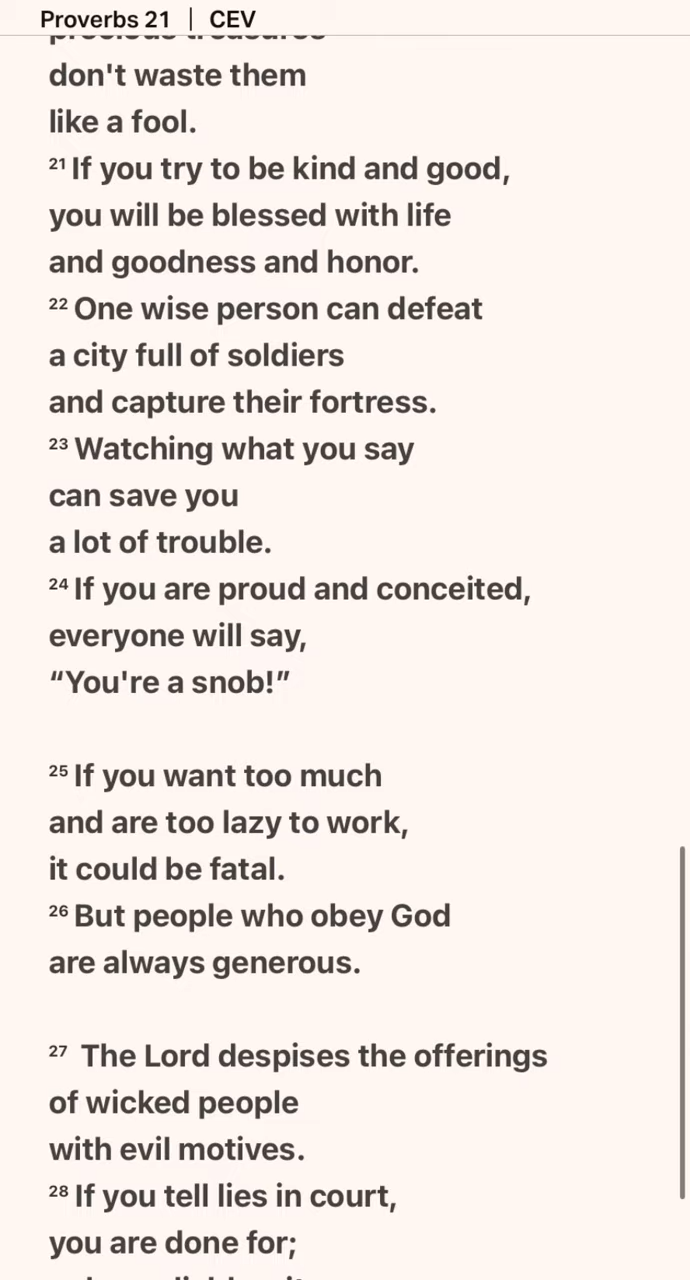 Proverbs 21 | CEV
precious treasures
don't waste them
like a fool.
21 If you try to be kind and good,
you will be blessed with life
and goodness and honor.
22 One wise person can defeat
a city full of soldiers
and capture their fortress.
23 Watching what you say
can save you
a lot of trouble.
24 If you are proud and conceited,
everyone will say,
“You're a snob!”
25 If you want too much
and are too lazy to work,
it could be fatal.
26 But people who obey God
are always generous.
27 The Lord despises the offerings
of wicked people
with evil motives.
28 If you tell lies in court,
you are done for;